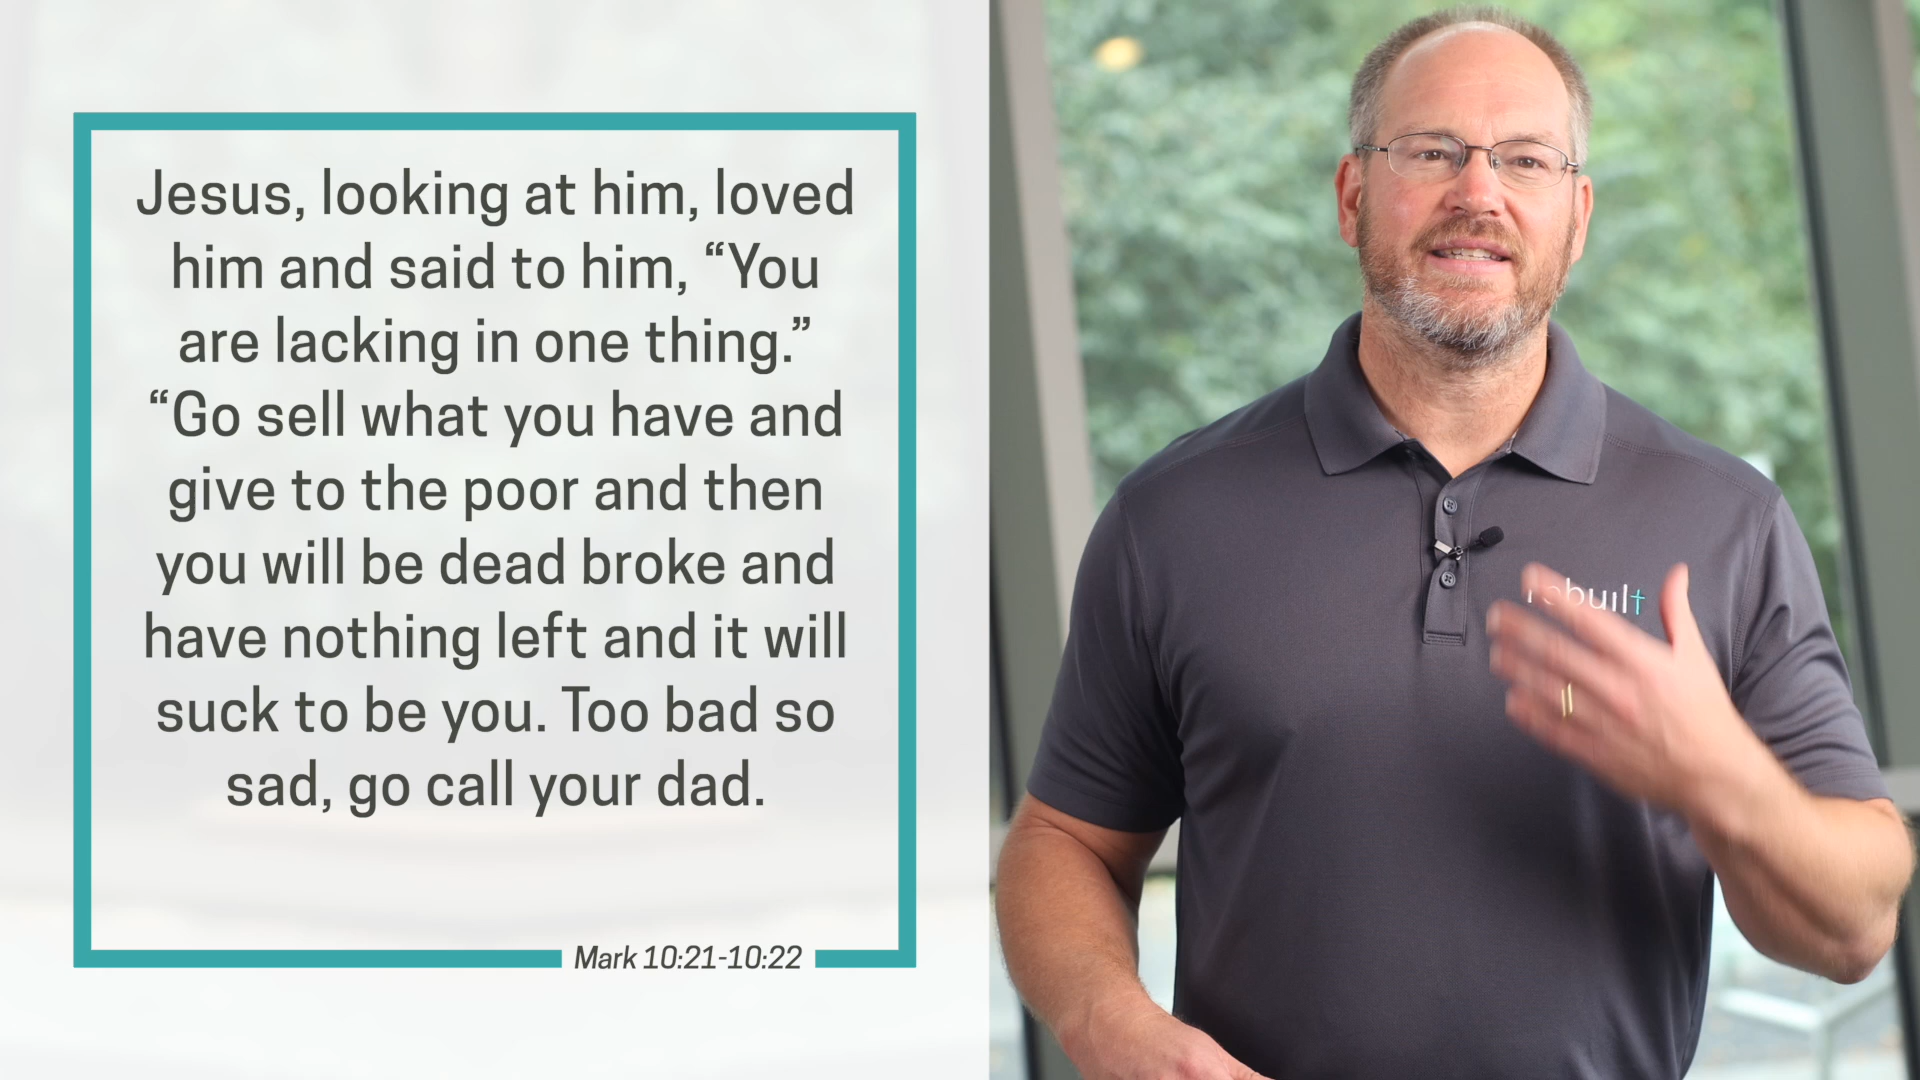 Jesus, looking at him, loved
him and said to him, “You
are lacking in one thing.”
“Go sell what you have and
give to the poor and then
you will be dead broke and
have nothing left and it will
suck to be you. Too bad so
sad, go call your dad.
Mark 10:21-10:22
rebuilt